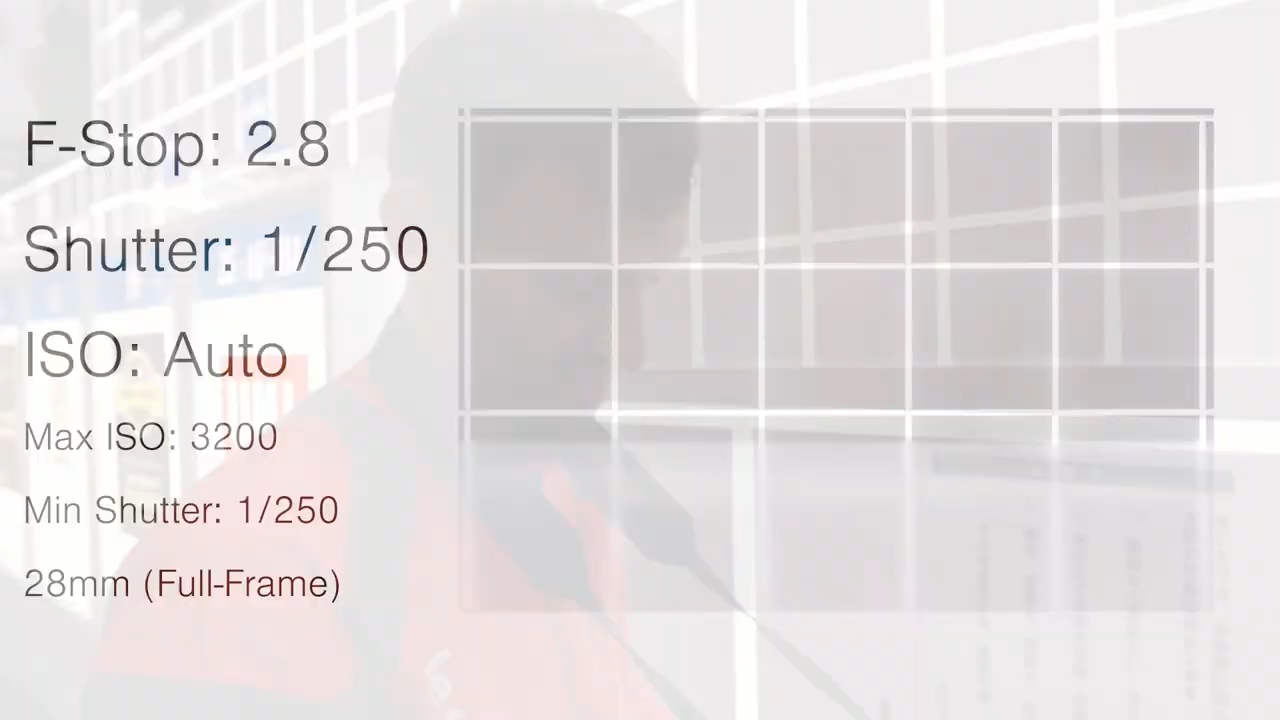 F-Stop: 2.8
Shutter: 1/250
ISO: Auto
Max ISO: 3200
Min Shutter: 1/250
28mm (Full-Frame)